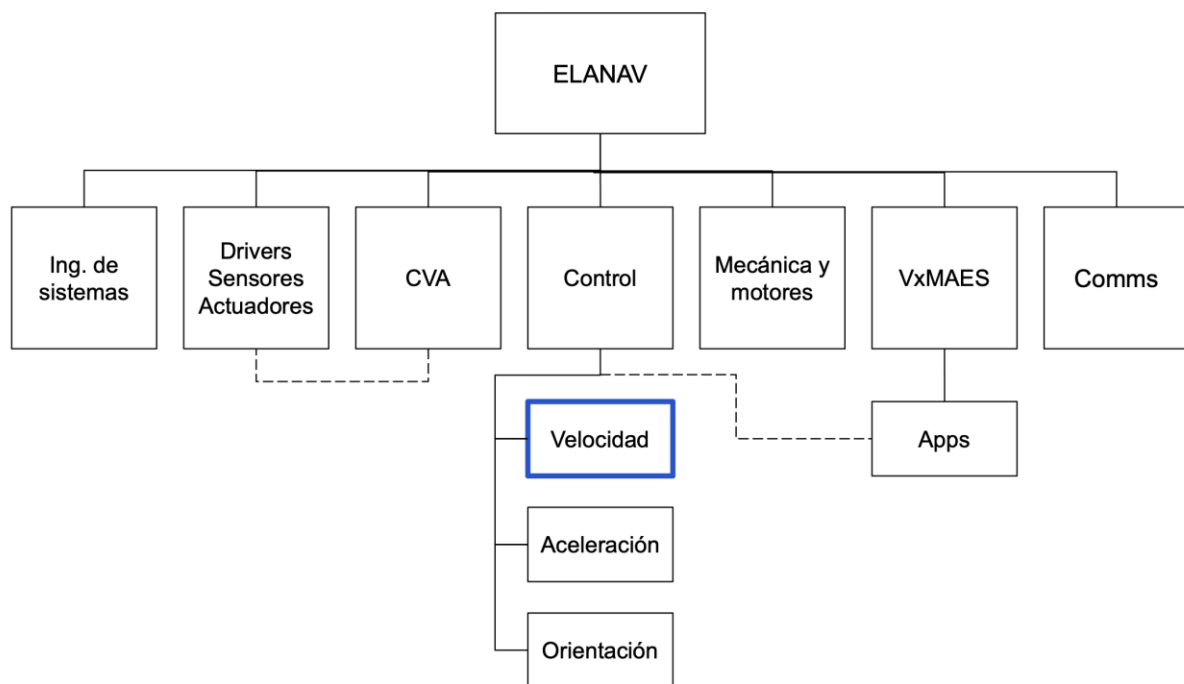 ELANAV
Ing. de
sistemas
Drivers
Sensores
Actuadores
CVA
Control
Mecánica y
motores
VxMAES
Comms
Velocidad
Apps
Aceleración
Orientación